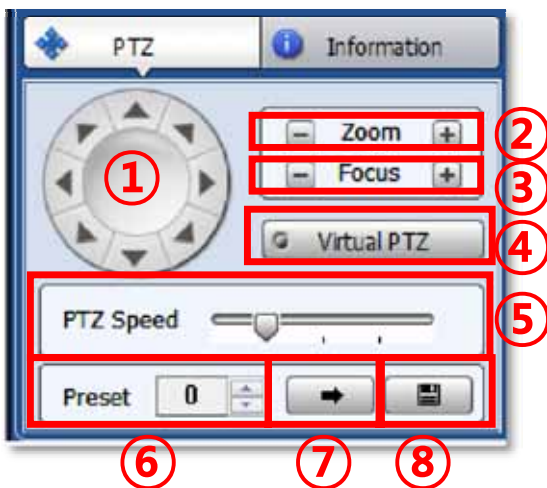 PTZ
Information
①
Zoom
②
Focus
③
Virtual PTZ
④
PTZ Speed
⑤
Preset 0
⑥ ⑦ ⑧